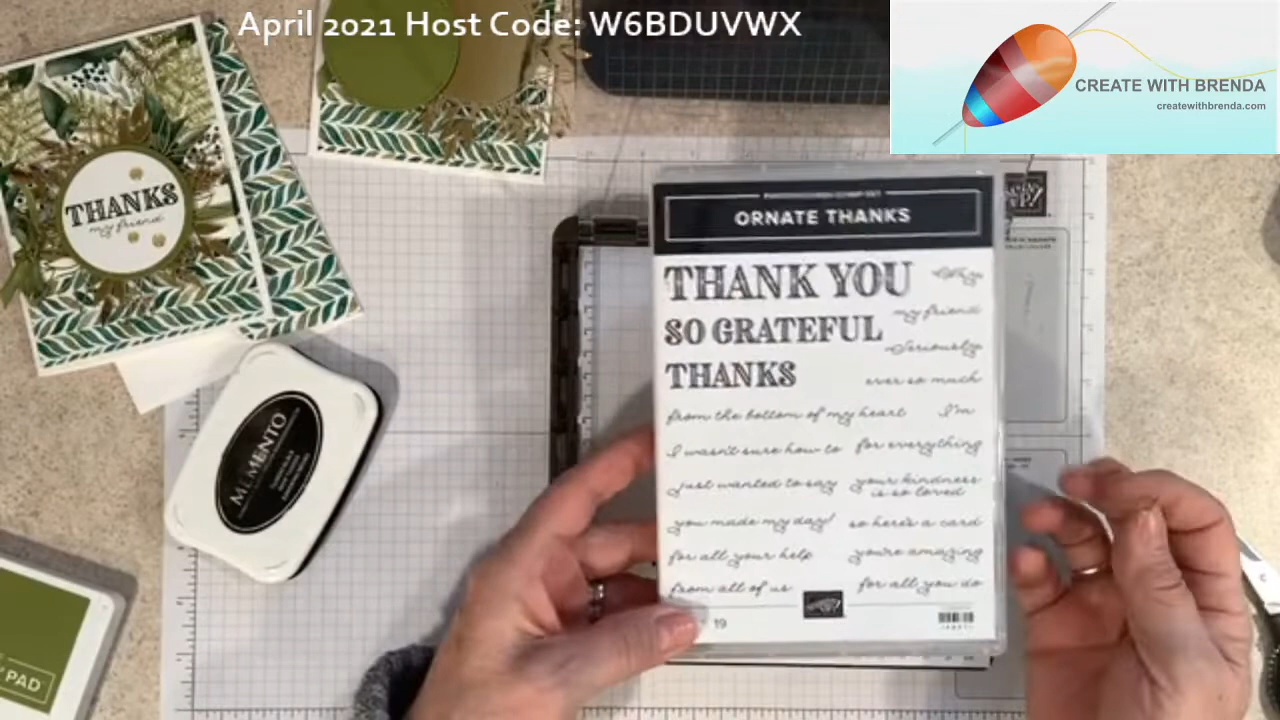 April 2021 Host Code: W6BDUVWX
CREATE WITH BRENDA
createwithbrenda.com
THANKS
my friend
ORNATE THANKS
THANK YOU
my friend
SO GRATEFUL
Seriously
THANKS
ever so much
from the bottom of my heart
I'm
I wasn't sure how to
for everything
just wanted to say
your kindness
is so loved
you made my day!
so here's a card
for all your help
you're amazing
from all of us
for all you do
19
MEMENTO
PAD